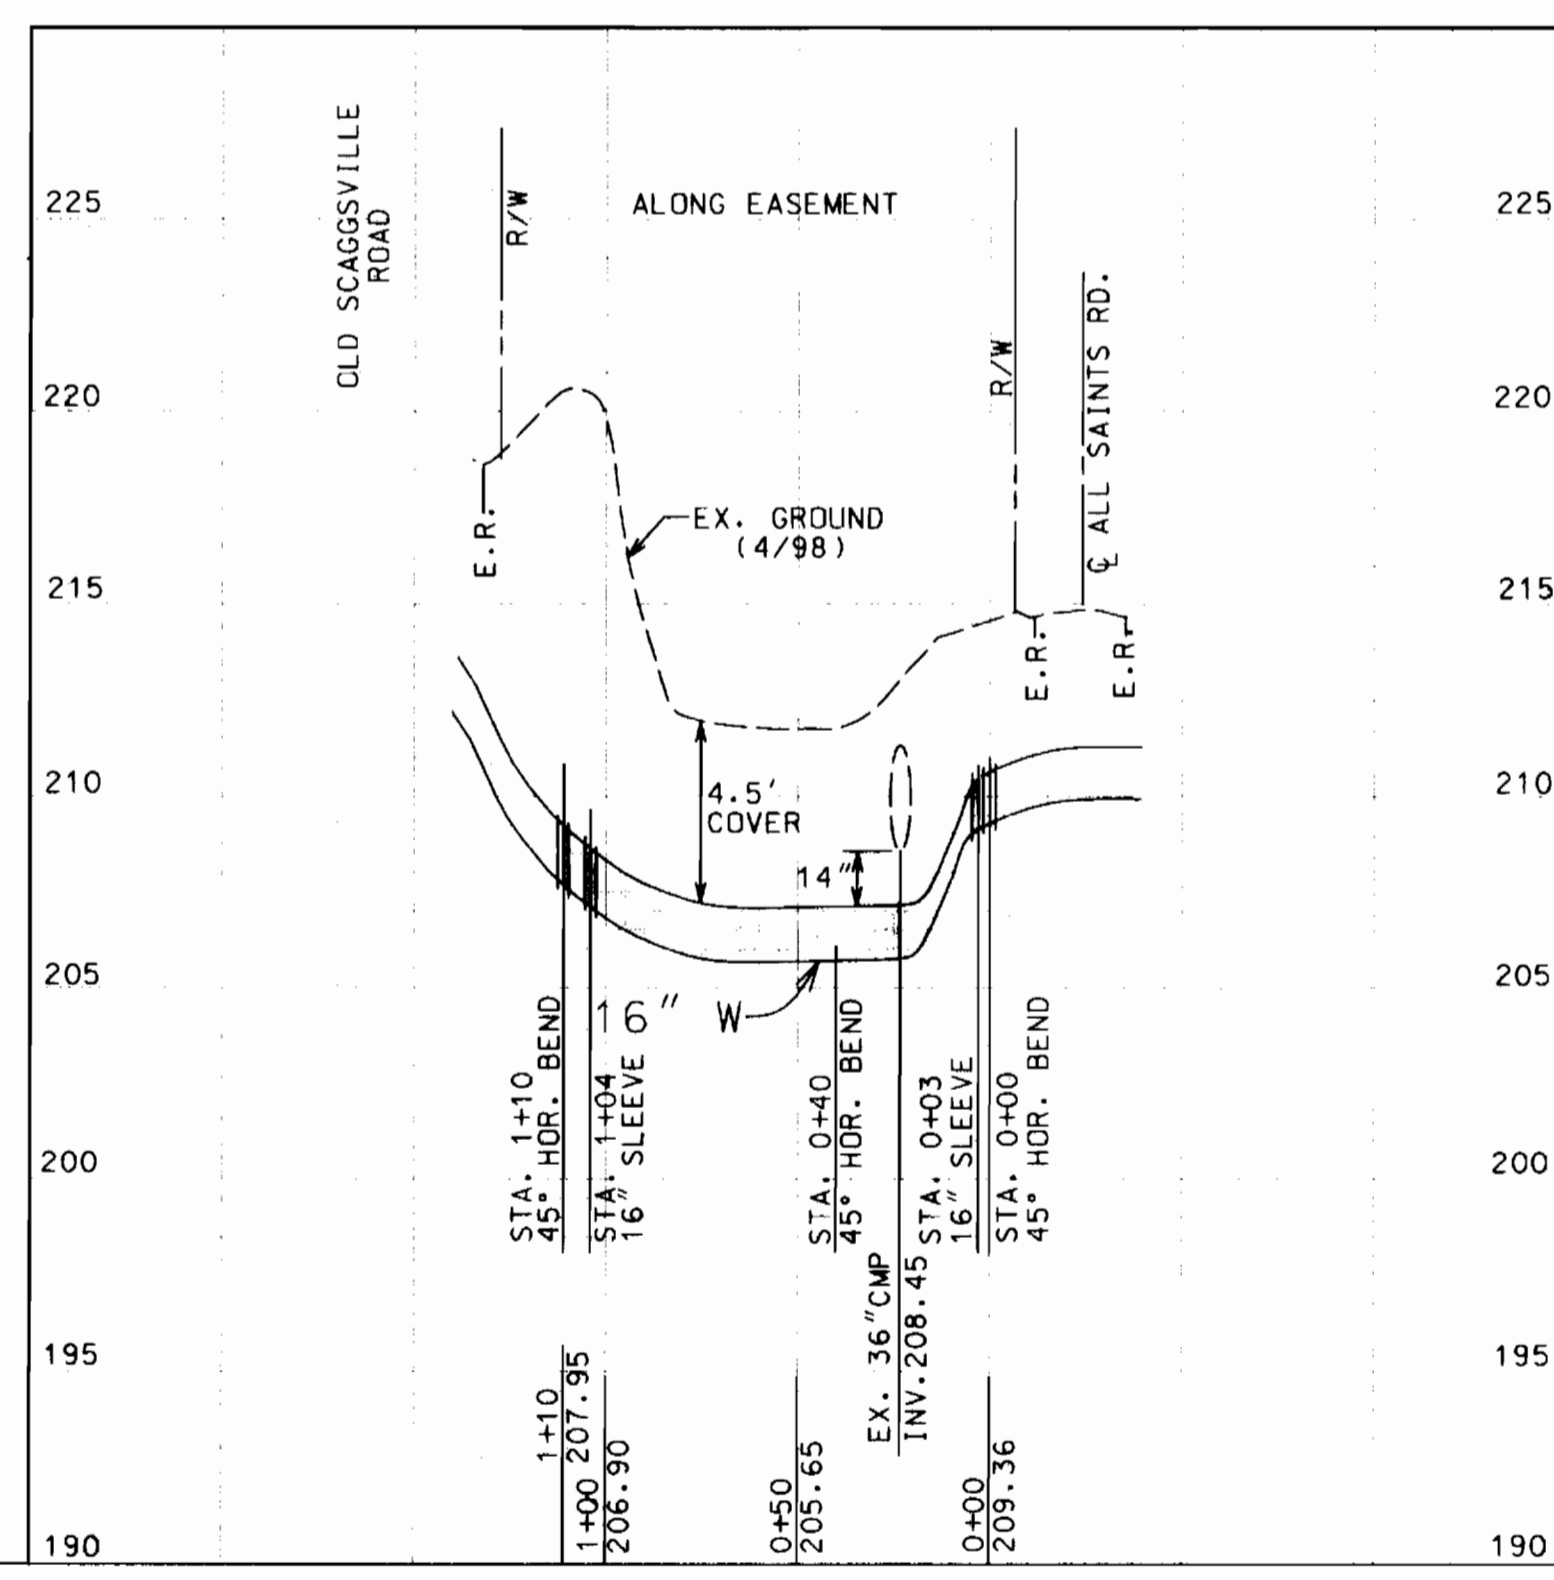 OLD SCAGGSVILLE
ROAD
R/W
ALONG EASEMENT
R/W
℄ ALL SAINTS RD.
225
225
220
220
215
215
210
210
205
205
200
200
195
195
190
190
E.R.
EX. GROUND
(4/98)
E.R.
E.R.
4.5'
COVER
14"
16" W
STA. 1+10
45° HOR. BEND
STA. 1+04
16" SLEEVE
STA. 0+40
45° HOR. BEND
EX. 36"CMP
INV.208.45
STA. 0+03
16" SLEEVE
STA. 0+00
45° HOR. BEND
1+10
207.95
1+00
206.90
0+50
205.65
0+00
209.36